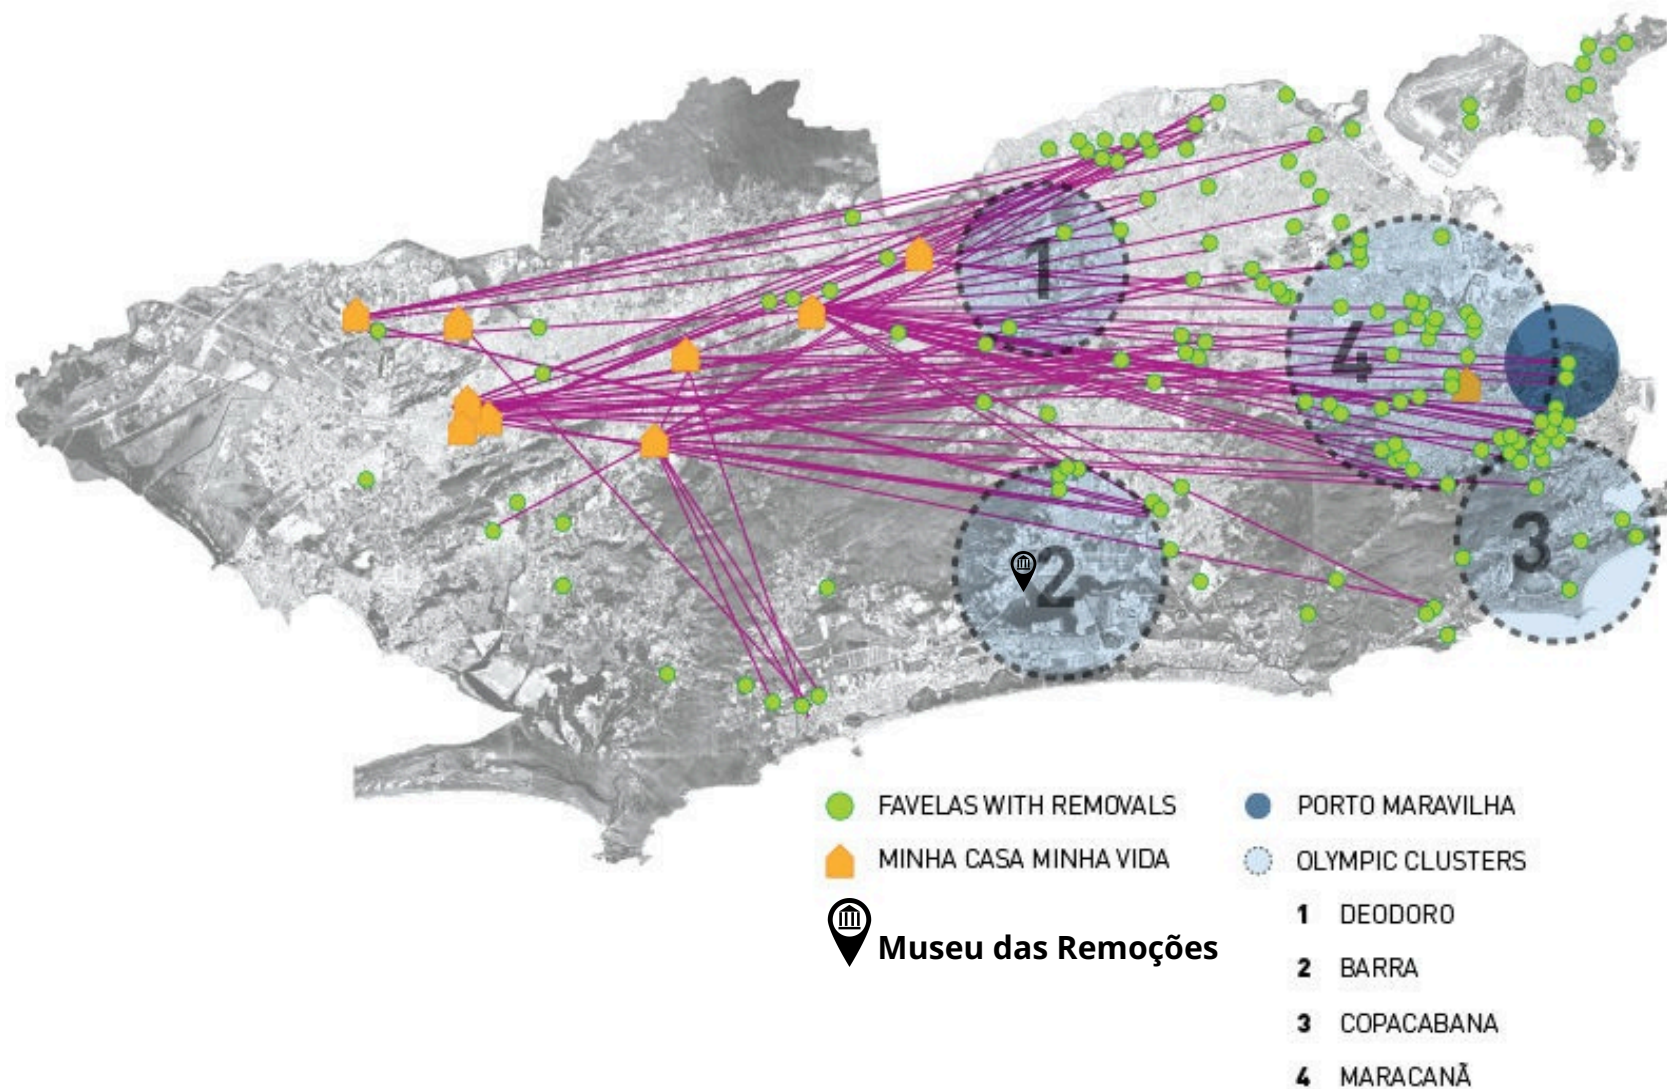 1
4
2
3
FAVELAS WITH REMOVALS
MINHA CASA MINHA VIDA
Museu das Remoções
PORTO MARAVILHA
OLYMPIC CLUSTERS
1 DEODORO
2 BARRA
3 COPACABANA
4 MARACANÃ